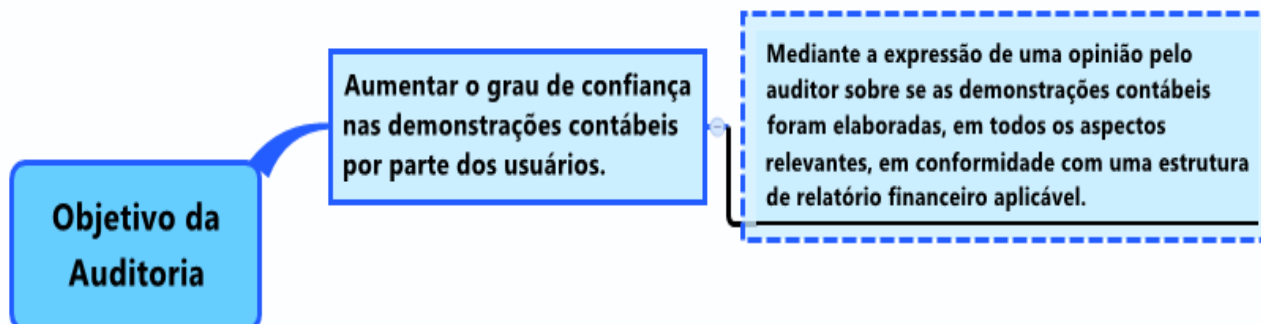 Objetivo da
Auditoria
Aumentar o grau de confiança
nas demonstrações contábeis
por parte dos usuários.
Mediante a expressão de uma opinião pelo
auditor sobre se as demonstrações contábeis
foram elaboradas, em todos os aspectos
relevantes, em conformidade com uma estrutura
de relatório financeiro aplicável.